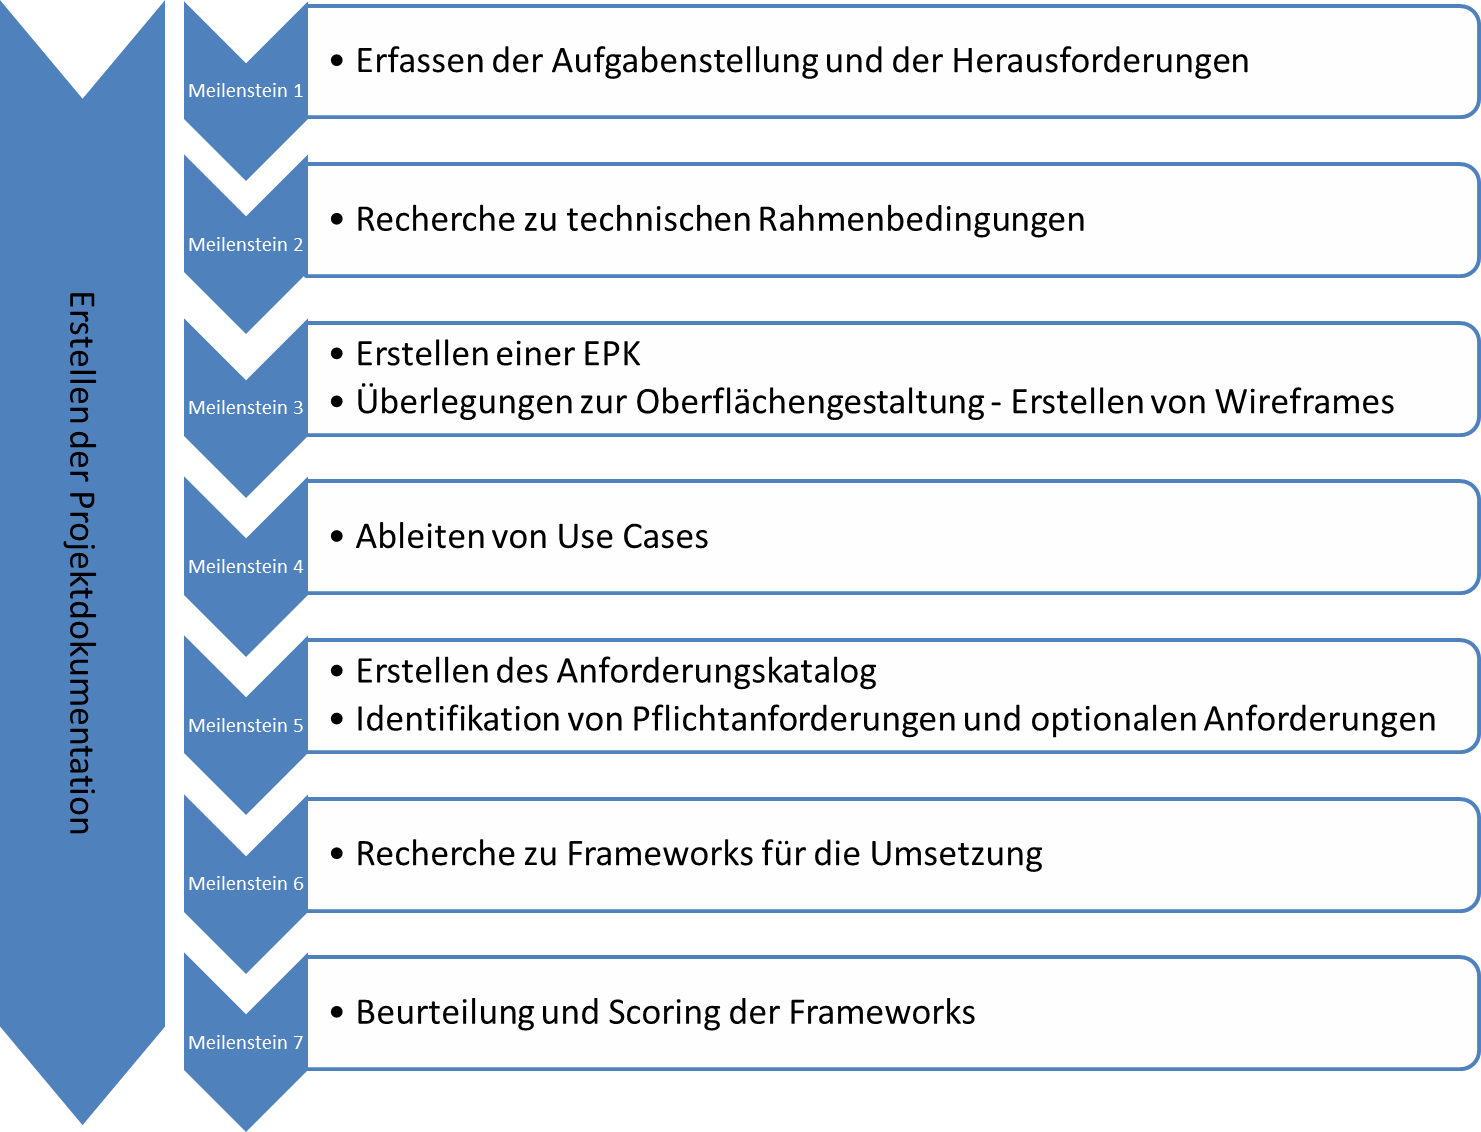 Erstellen der Projektdokumentation
Meilenstein 1
• Erfassen der Aufgabenstellung und der Herausforderungen
Meilenstein 2
• Recherche zu technischen Rahmenbedingungen
Meilenstein 3
• Erstellen einer EPK
• Überlegungen zur Oberflächengestaltung - Erstellen von Wireframes
Meilenstein 4
• Ableiten von Use Cases
Meilenstein 5
• Erstellen des Anforderungskatalog
• Identifikation von Pflichtanforderungen und optionalen Anforderungen
Meilenstein 6
• Recherche zu Frameworks für die Umsetzung
Meilenstein 7
• Beurteilung und Scoring der Frameworks